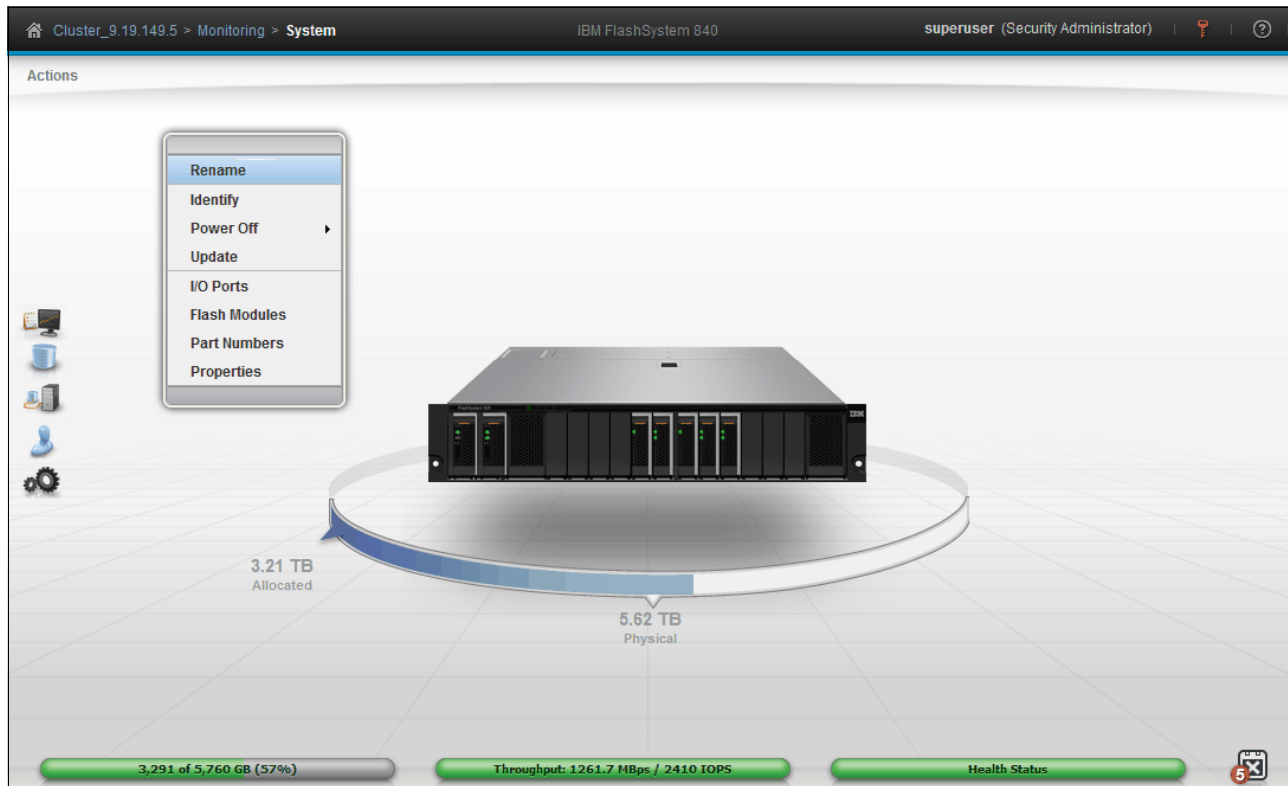 Cluster_9.19.149.5 > Monitoring > System
IBM FlashSystem 840
superuser (Security Administrator)
?
Actions
Rename
Identify
Power Off
Update
I/O Ports
Flash Modules
Part Numbers
Properties
IBM
3.21 TB
Allocated
5.62 TB
Physical
3,291 of 5,760 GB (57%)
Throughput: 1261.7 MBps / 2410 IOPS
Health Status
5